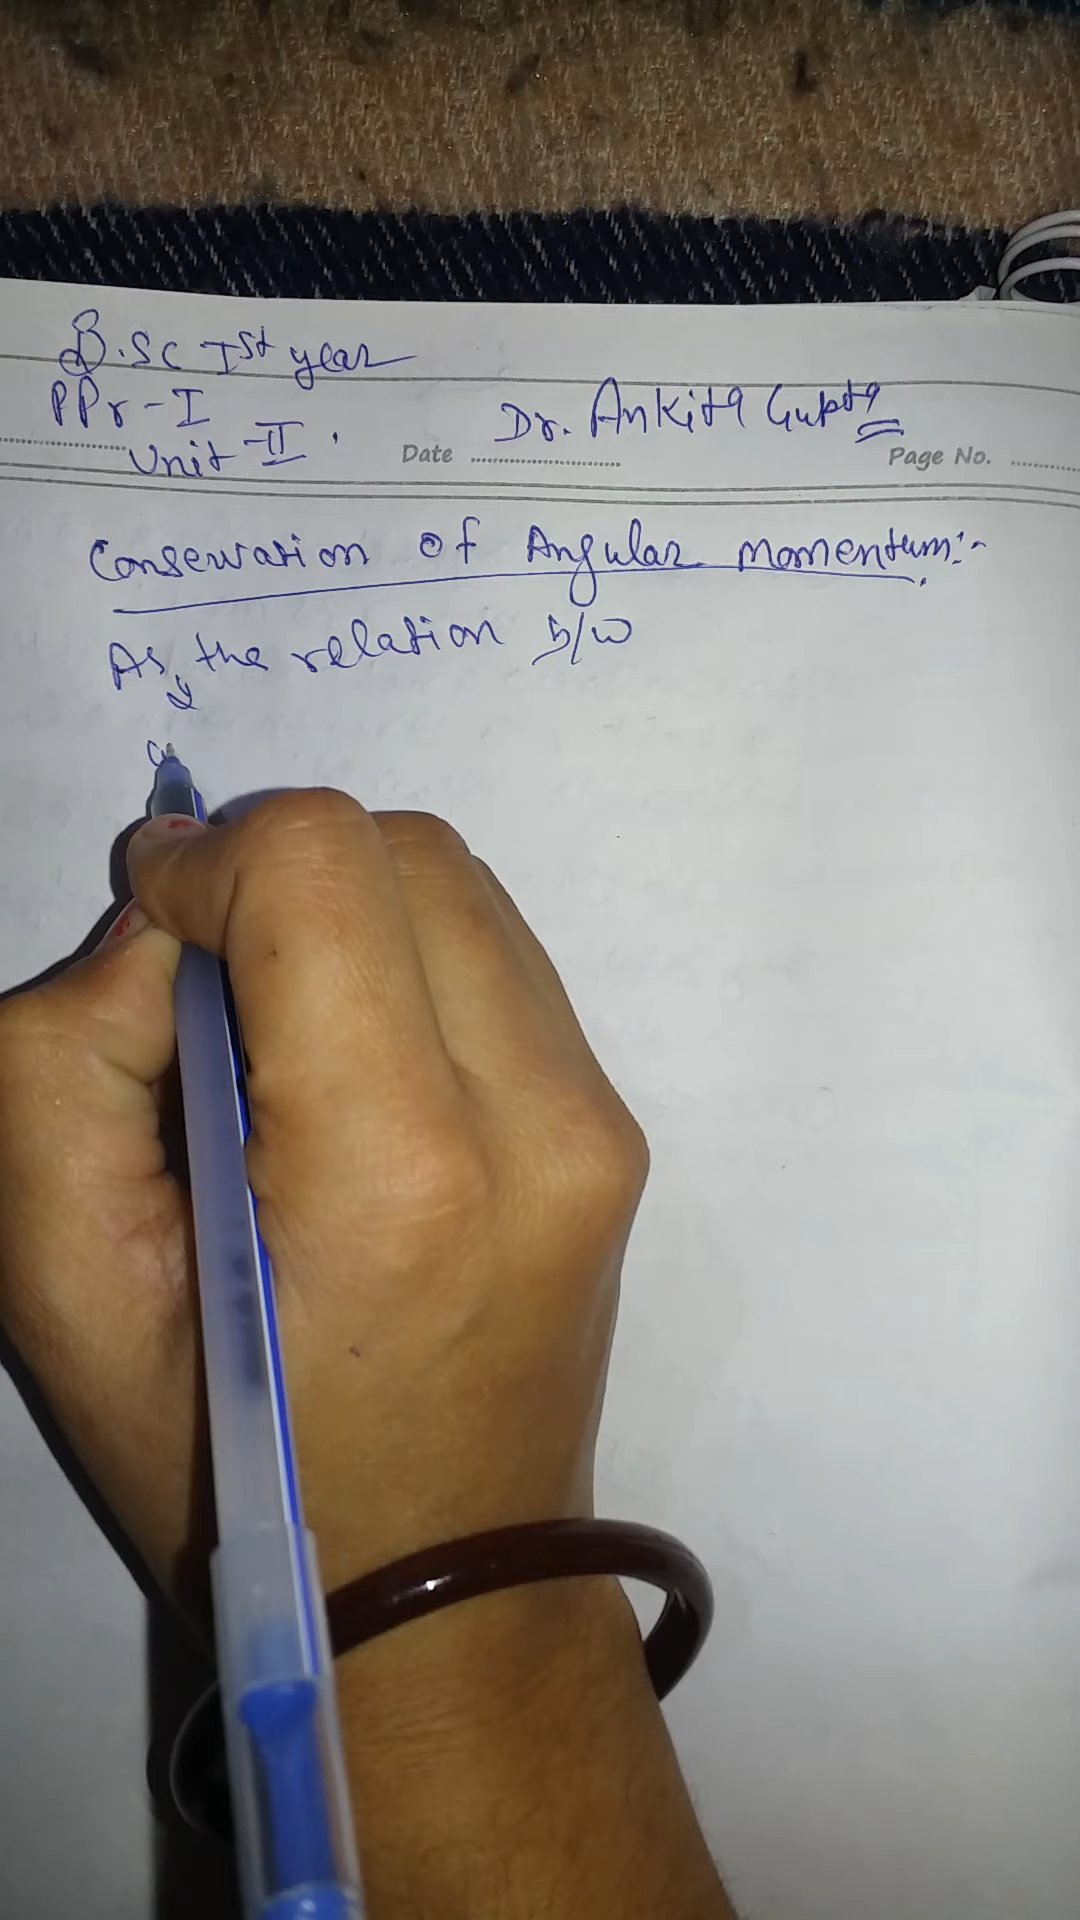 B.Sc Ist year
PPr-I
Dr. Ankita Gupta
Unit-II.
Date
Page No.
Conservation of Angular momentum:-
As, the relation b/w